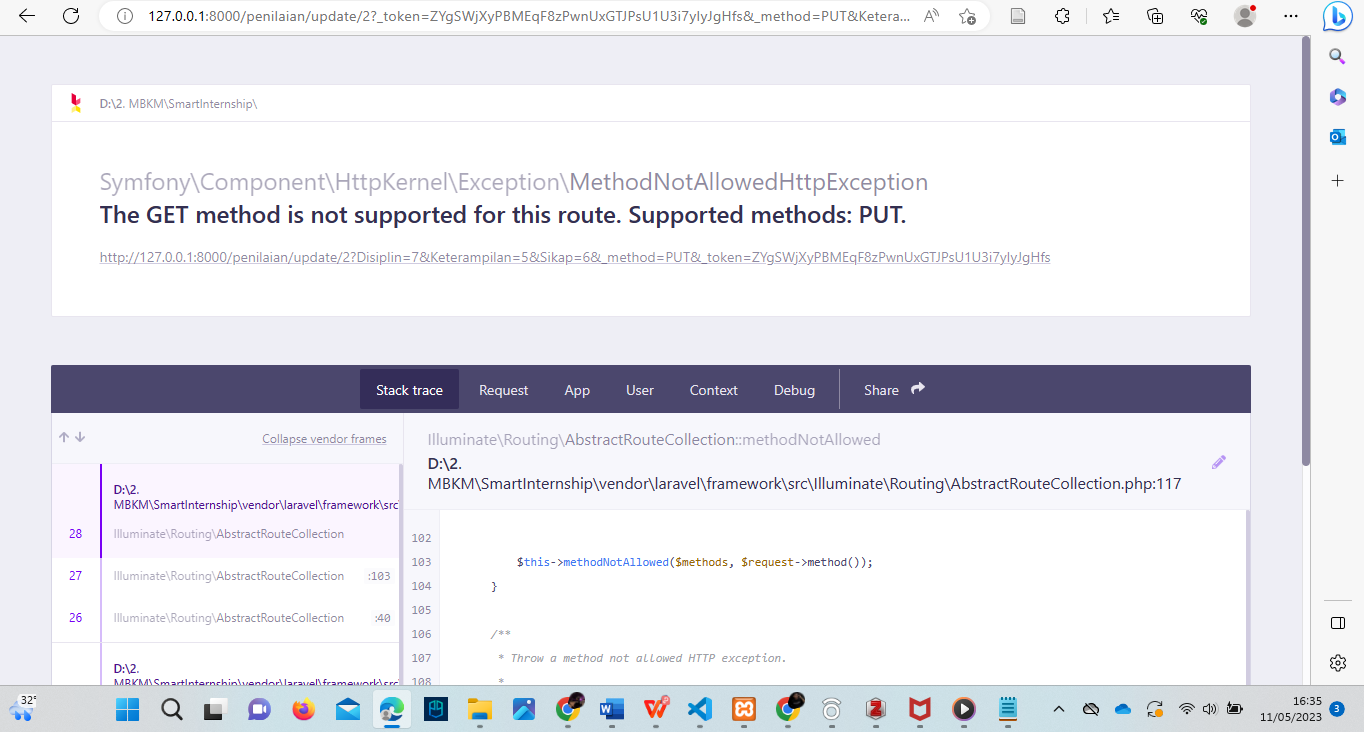 127.0.0.1:8000/penilaian/update/2?_token=ZYgSWjXyPBMEqF8zPwnUxGTJPsU1U3i7yIyJgHfs&_method=PUT&Ketera...
D:\2. MBKM\SmartInternship\
Symfony\Component\HttpKernel\Exception\MethodNotAllowedHttpException
The GET method is not supported for this route. Supported methods: PUT.
http://127.0.0.1:8000/penilaian/update/2?Disiplin=7&Keterampilan=5&Sikap=6&_method=PUT&_token=ZYgSWjXyPBMEqF8zPwnUxGTJPsU1U3i7yIyJgHfs
Stack trace Request App User Context Debug Share
Collapse vendor frames
D:\2.
MBKM\SmartInternship\vendor\laravel\framework\src\
28 Illuminate\Routing\AbstractRouteCollection
27 Illuminate\Routing\AbstractRouteCollection :103
26 Illuminate\Routing\AbstractRouteCollection :40
D:\2.
MBKM\SmartInternship\vendor\laravel\framework\src\
Illuminate\Routing\AbstractRouteCollection::methodNotAllowed
D:\2.
MBKM\SmartInternship\vendor\laravel\framework\src\Illuminate\Routing\AbstractRouteCollection.php:117
102
103 $this->methodNotAllowed($methods, $request->method());
104 }
105
106 /**
107 * Throw a method not allowed HTTP exception.
108 *
32°
16:35
11/05/2023
3